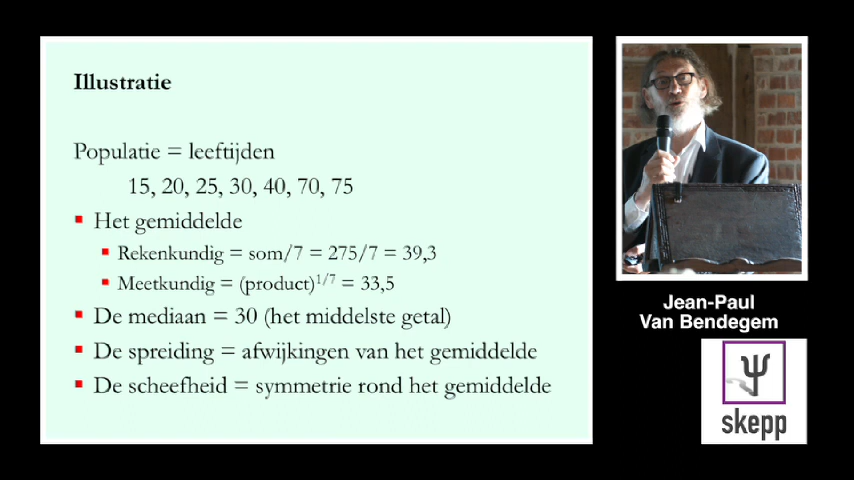 Illustratie
Populatie = leeftijden
15, 20, 25, 30, 40, 70, 75
Het gemiddelde
Rekenkundig = som/7 = 275/7 = 39,3
Meetkundig = (product)^1/7 = 33,5
De mediaan = 30 (het middelste getal)
De spreiding = afwijkingen van het gemiddelde
De scheefheid = symmetrie rond het gemiddelde
Jean-Paul
Van Bendegem
skepp